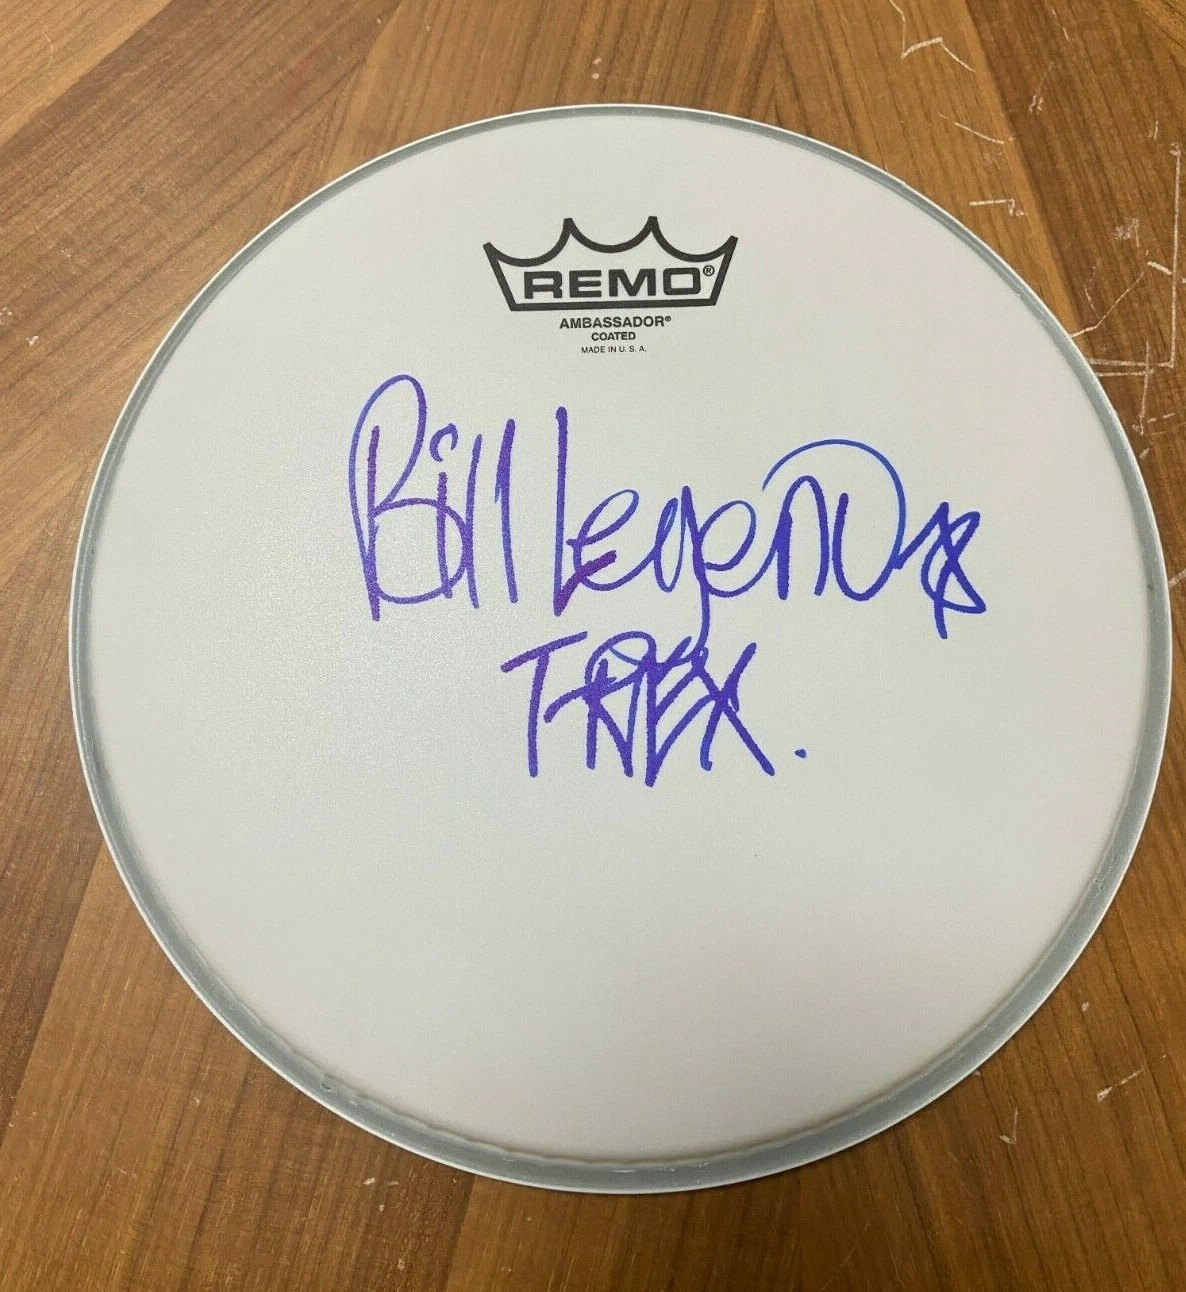 REMO®
AMBASSADOR®
COATED
MADE IN U. S. A.
Bill Legend
T-REX.